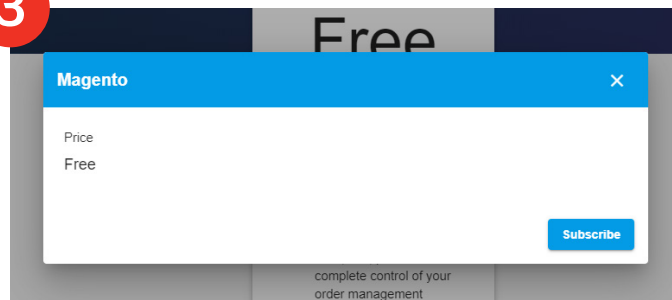 3
Free
Magento ×
Price
Free
Subscribe
complete control of your
order management